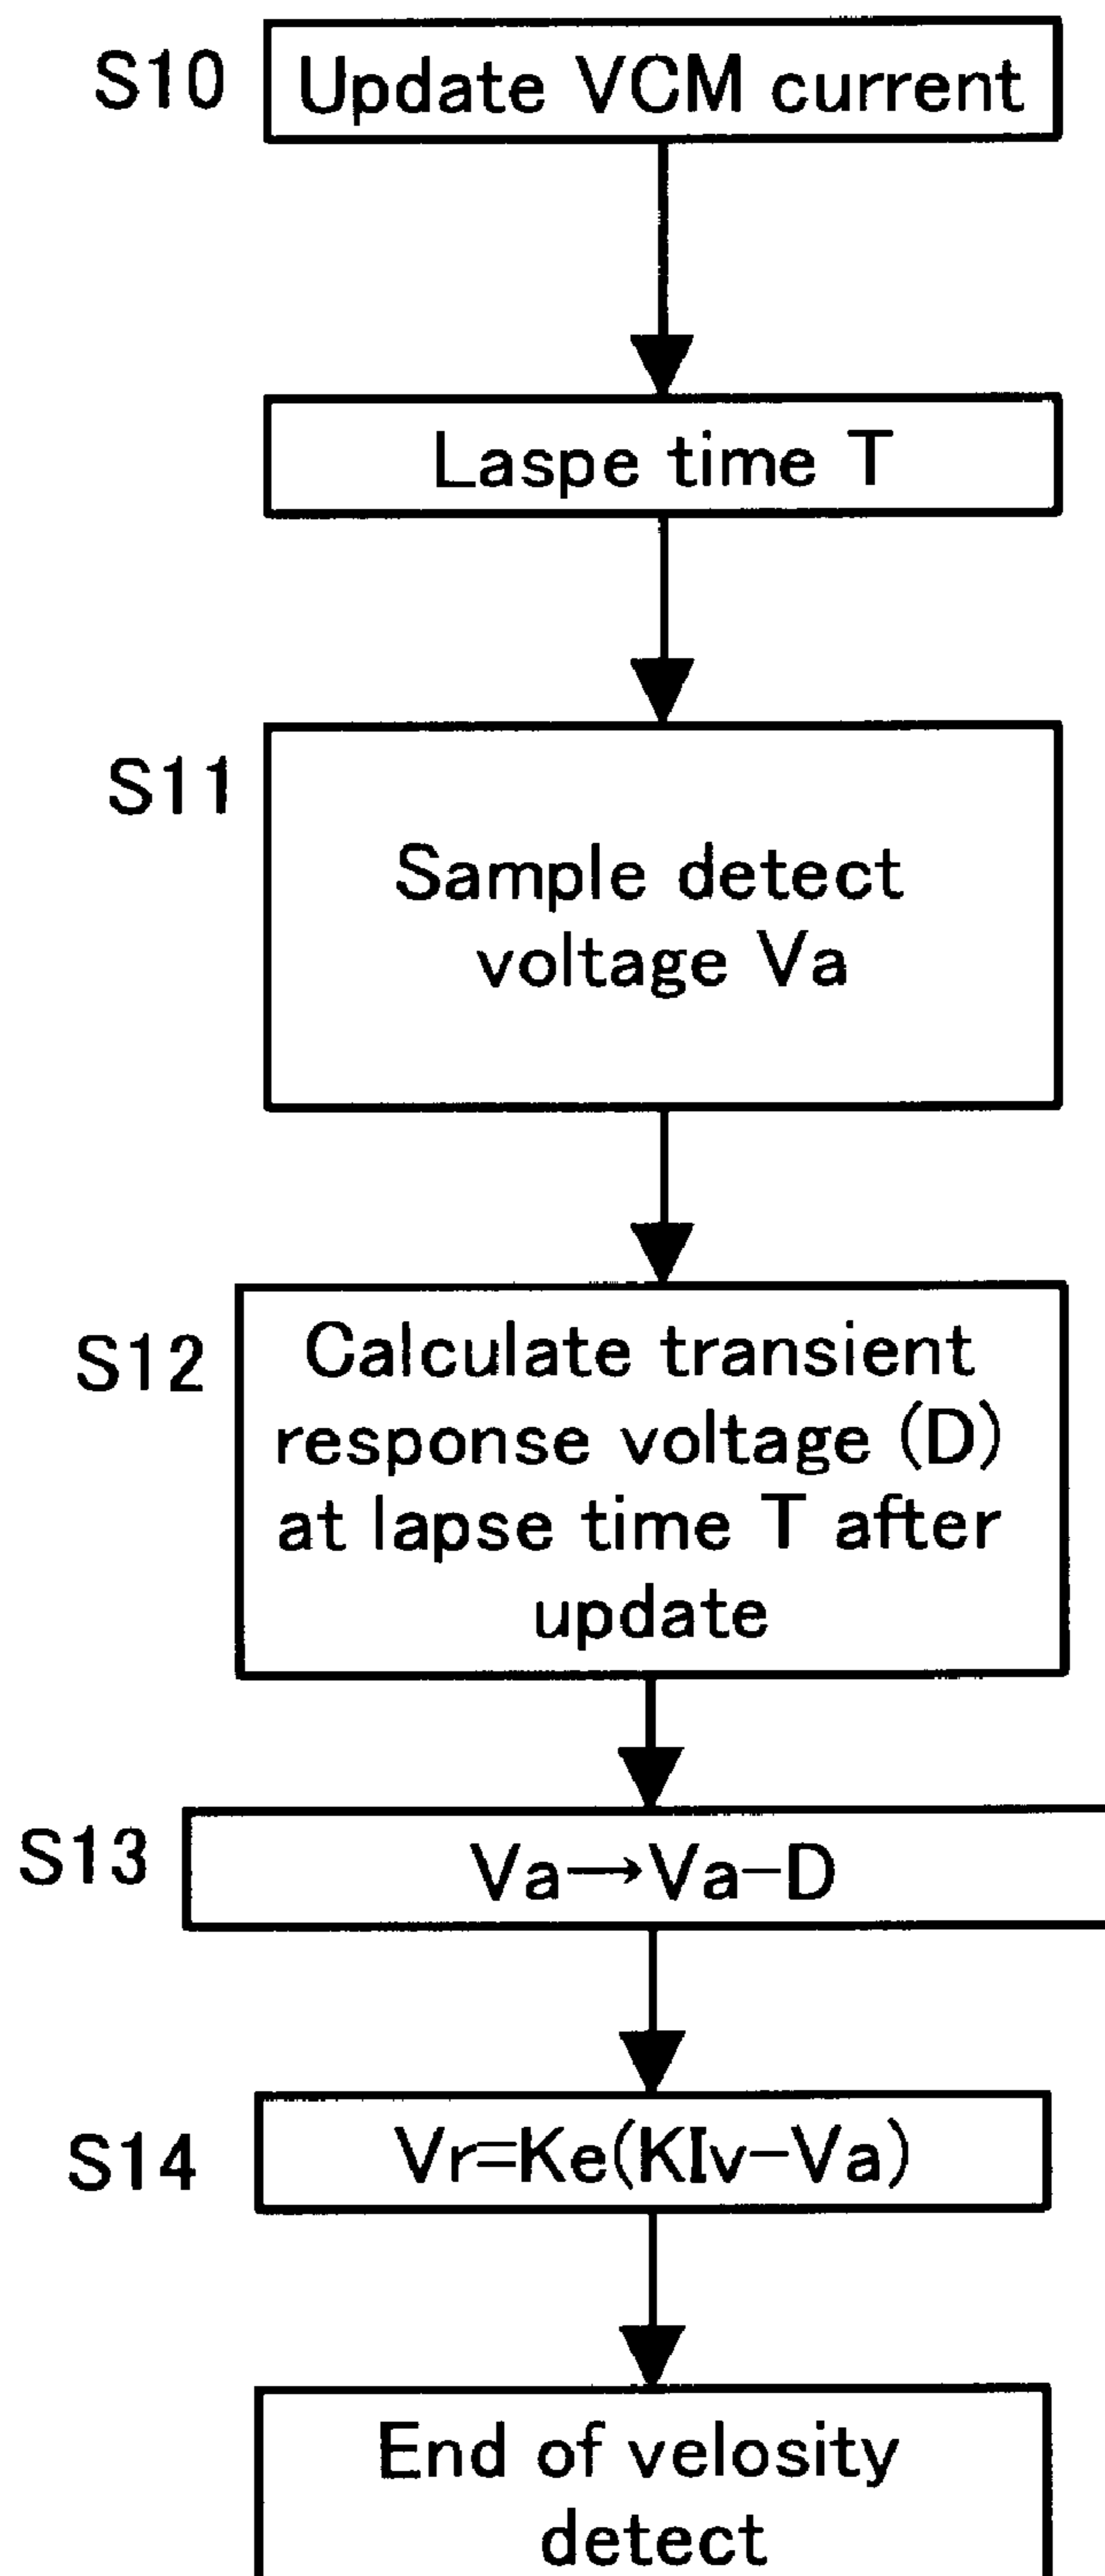 S10
Update VCM current
Laspe time T
S11
Sample detect
voltage Va
S12
Calculate transient
response voltage (D)
at lapse time T after
update
S13
Va→Va-D
S14
Vr=Ke(KIv-Va)
End of velosity
detect